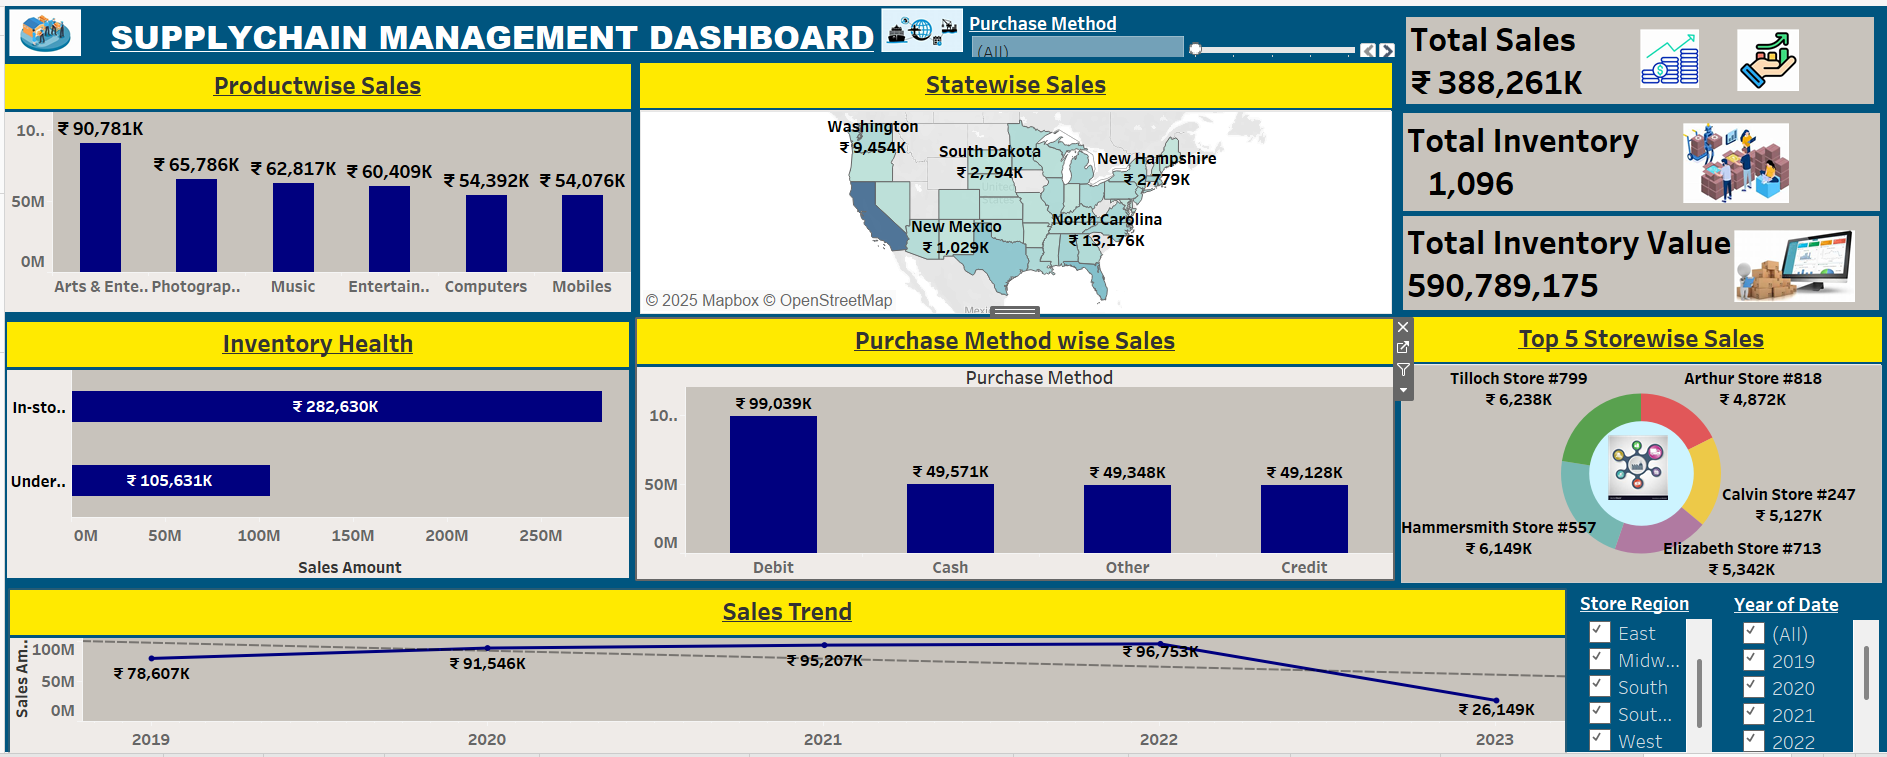 SUPPLYCHAIN MANAGEMENT DASHBOARD
Purchase Method
(All)
Total Sales
₹ 388,261K
Total Inventory
1,096
Total Inventory Value
590,789,175
Productwise Sales
10..
50M
0M
₹ 90,781K
₹ 65,786K
₹ 62,817K
₹ 60,409K
₹ 54,392K
₹ 54,076K
Arts & Ente..
Photograp..
Music
Entertain..
Computers
Mobiles
Statewise Sales
Washington
₹ 9,454K
South Dakota
₹ 2,794K
New Hampshire
₹ 2,779K
United
New Mexico
₹ 1,029K
North Carolina
₹ 13,176K
© 2025 Mapbox © OpenStreetMap
Inventory Health
In-sto..
₹ 282,630K
Under..
₹ 105,631K
0M
50M
100M
150M
200M
250M
Sales Amount
Purchase Method wise Sales
Purchase Method
10..
50M
0M
₹ 99,039K
₹ 49,571K
₹ 49,348K
₹ 49,128K
Debit
Cash
Other
Credit
Top 5 Storewise Sales
Tilloch Store #799
₹ 6,238K
Arthur Store #818
₹ 4,872K
Calvin Store #247
₹ 5,127K
Hammersmith Store #557
₹ 6,149K
Elizabeth Store #713
₹ 5,342K
Sales Trend
Sales Am..
100M
50M
0M
₹ 78,607K
₹ 91,546K
₹ 95,207K
₹ 96,753K
₹ 26,149K
2019
2020
2021
2022
2023
Store Region
East
Midw...
South
Sout...
West
Year of Date
(All)
2019
2020
2021
2022